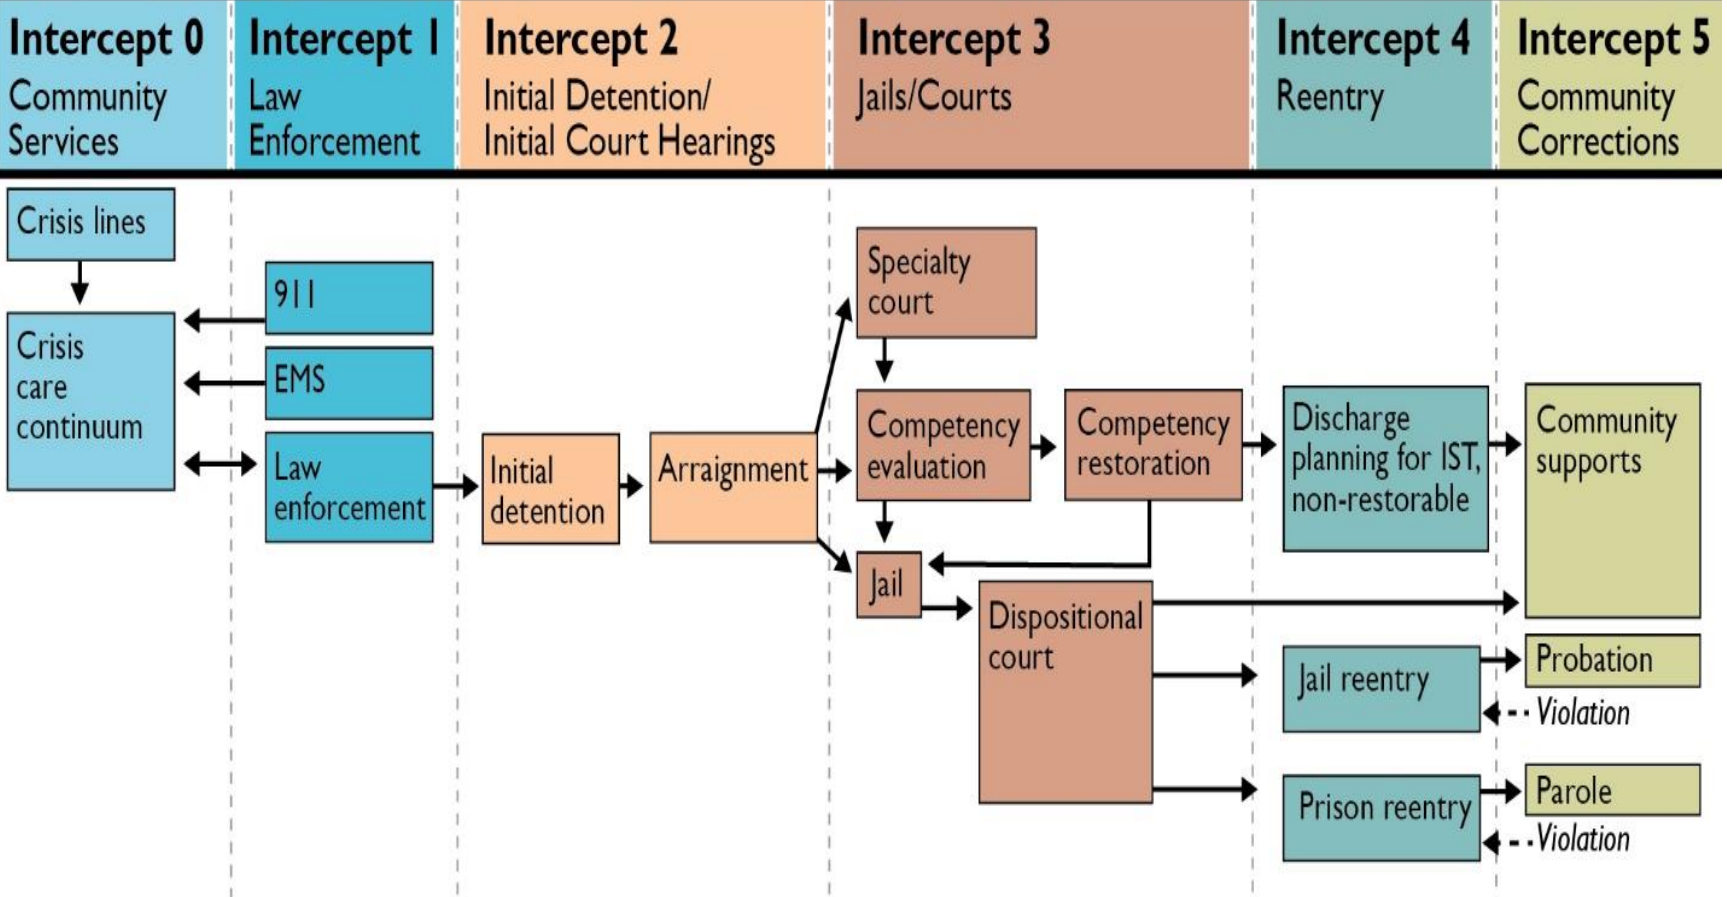 Intercept 0
Community
Services
Intercept 1
Law
Enforcement
Intercept 2
Initial Detention/
Initial Court Hearings
Intercept 3
Jails/Courts
Intercept 4
Reentry
Intercept 5
Community
Corrections
Crisis lines
Crisis
care
continuum
911
EMS
Law
enforcement
Initial
detention
Arraignment
Specialty
court
Competency
evaluation
Competency
restoration
Jail
Dispositional
court
Discharge
planning for IST,
non-restorable
Jail reentry
Prison reentry
Community
supports
Probation
Violation
Parole
Violation